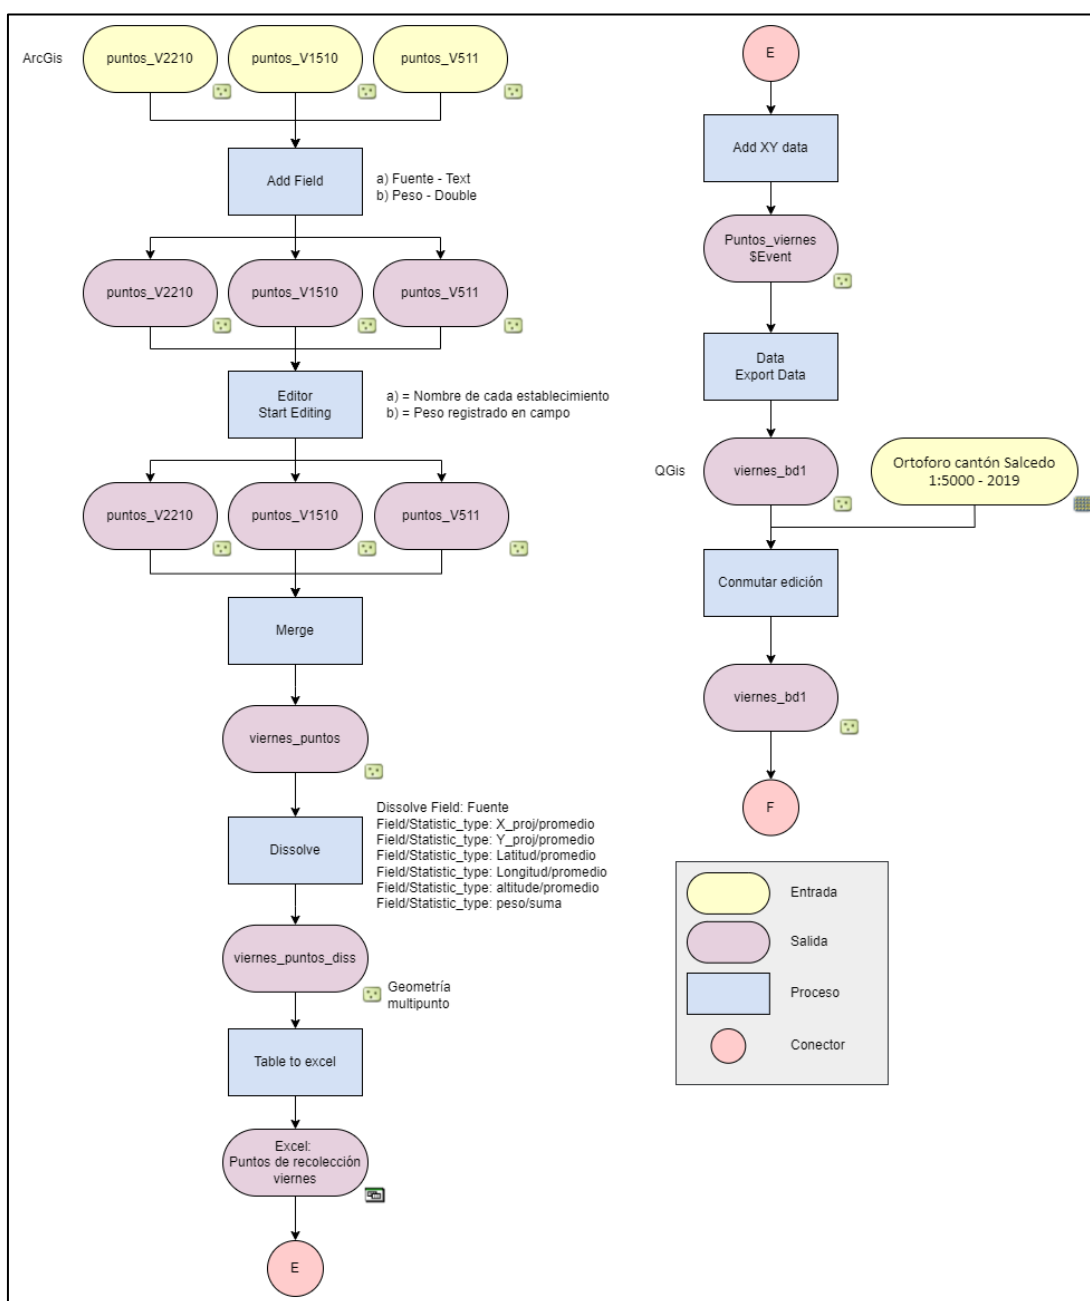 ArcGis
puntos_V2210
puntos_V1510
puntos_V511
Add Field
a) Fuente - Text
b) Peso - Double
puntos_V2210
puntos_V1510
puntos_V511
Editor
Start Editing
a) = Nombre de cada establecimiento
b) = Peso registrado en campo
puntos_V2210
puntos_V1510
puntos_V511
Merge
viernes_puntos
Dissolve
Dissolve Field: Fuente
Field/Statistic_type: X_proj/promedio
Field/Statistic_type: Y_proj/promedio
Field/Statistic_type: Latitud/promedio
Field/Statistic_type: Longitud/promedio
Field/Statistic_type: altitude/promedio
Field/Statistic_type: peso/suma
viernes_puntos_diss
Geometría
multipunto
Table to excel
Excel:
Puntos de recolección
viernes
E
E
Add XY data
Puntos_viernes
$Event
Data
Export Data
QGis
viernes_bd1
Ortoforo cantón Salcedo
1:5000 - 2019
Conmutar edición
viernes_bd1
F
Entrada
Salida
Proceso
Conector